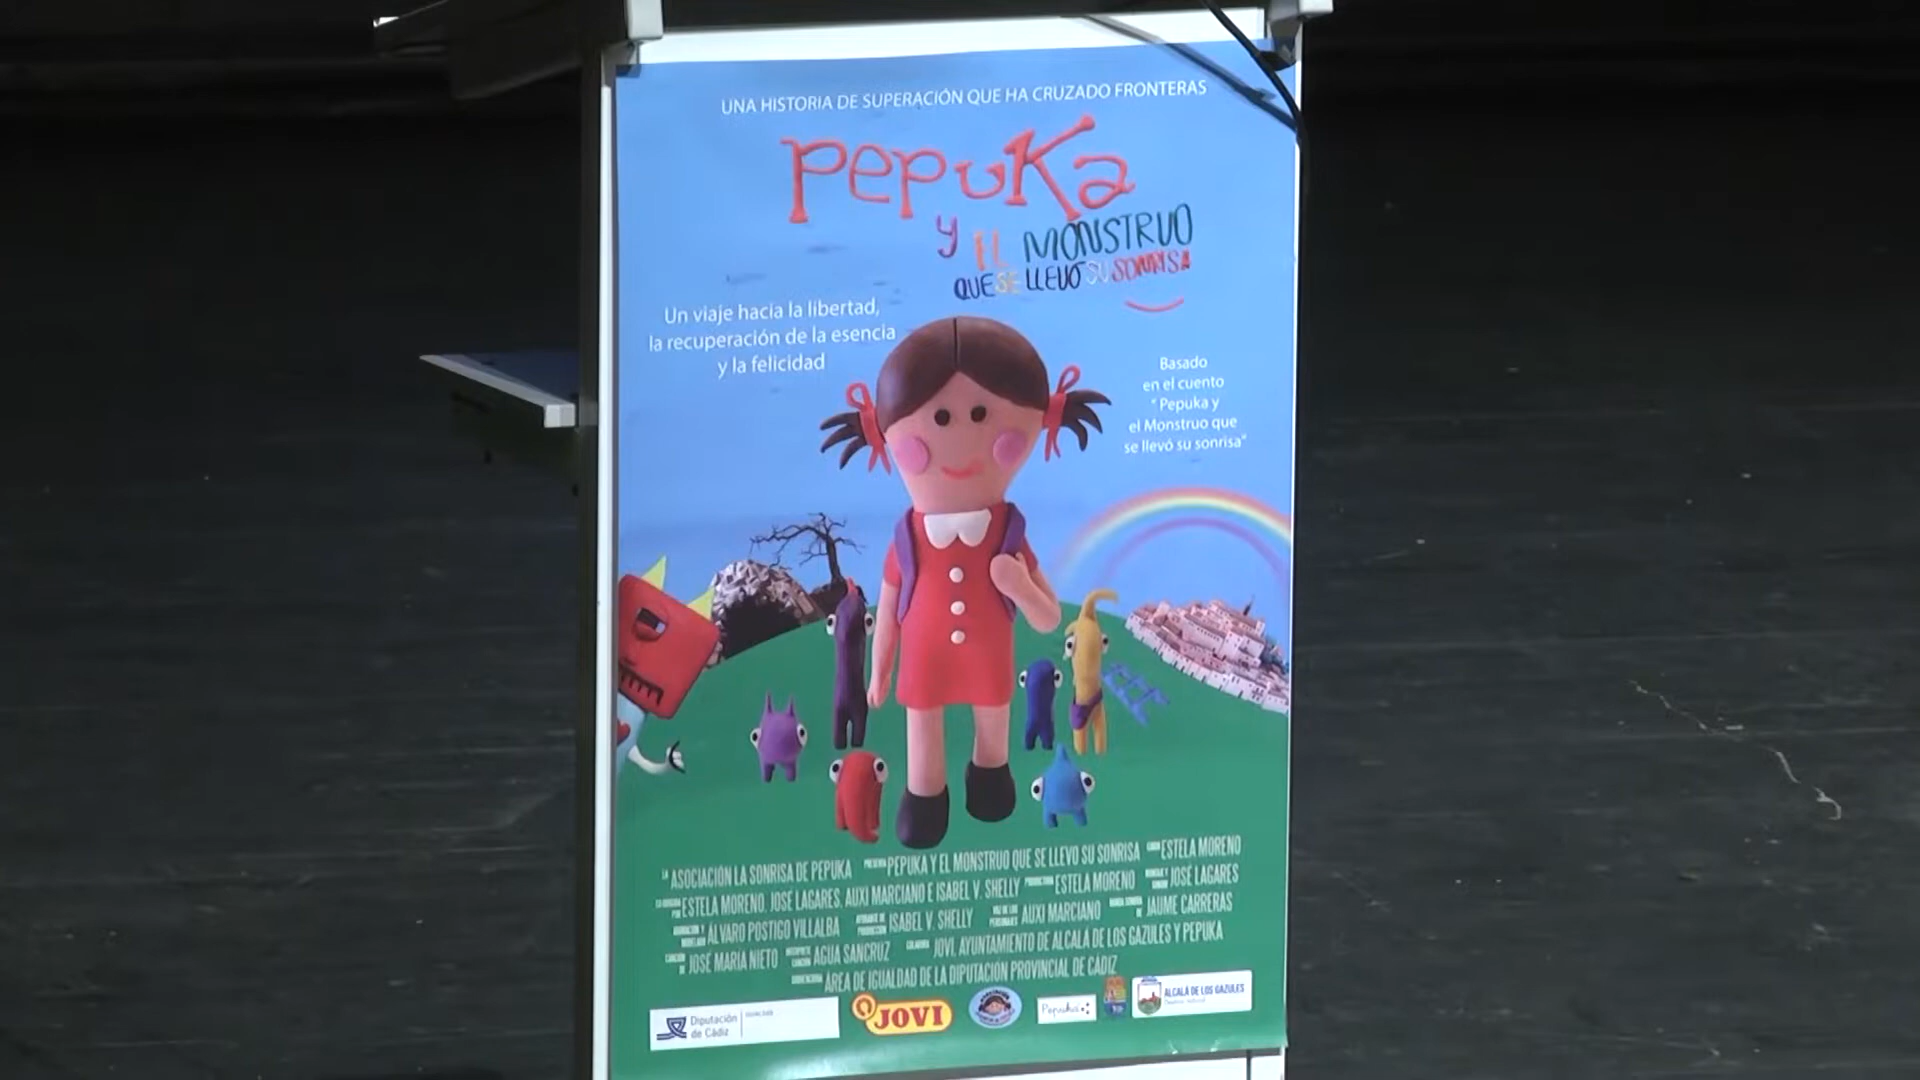 UNA HISTORIA DE SUPERACIÓN QUE HA CRUZADO FRONTERAS
PEPUKA
y EL MONSTRUO
QUE SE LLEVÓ SU SONRISA
Un viaje hacia la libertad,
la recuperación de la esencia
y la felicidad
Basado
en el cuento
"Pepuka y
el Monstruo que
se llevó su sonrisa"
LA ASOCIACIÓN LA SONRISA DE PEPUKA PRESENTA PEPUKA Y EL MONSTRUO QUE SE LLEVO SU SONRISA ESTELA MORENO
ESTELA MORENO, JOSÉ LAGARES, AUXI MARCIANO E ISABEL V. SHELLY ESTELA MORENO JOSÉ LAGARES
ÁLVARO POSTIGO VILLALBA ISABEL V. SHELLY AUXI MARCIANO JAUME CARRERAS
JOSÉ MARÍA NIETO AGUA SANCRUZ JOVI, AYUNTAMIENTO DE ALCALÁ DE LOS GAZULES Y PEPUKA
ÁREA DE IGUALDAD DE LA DIPUTACIÓN PROVINCIAL DE CÁDIZ
Diputación
de Cádiz
JOVI
Pepuka
ALCALÁ DE LOS GAZULES